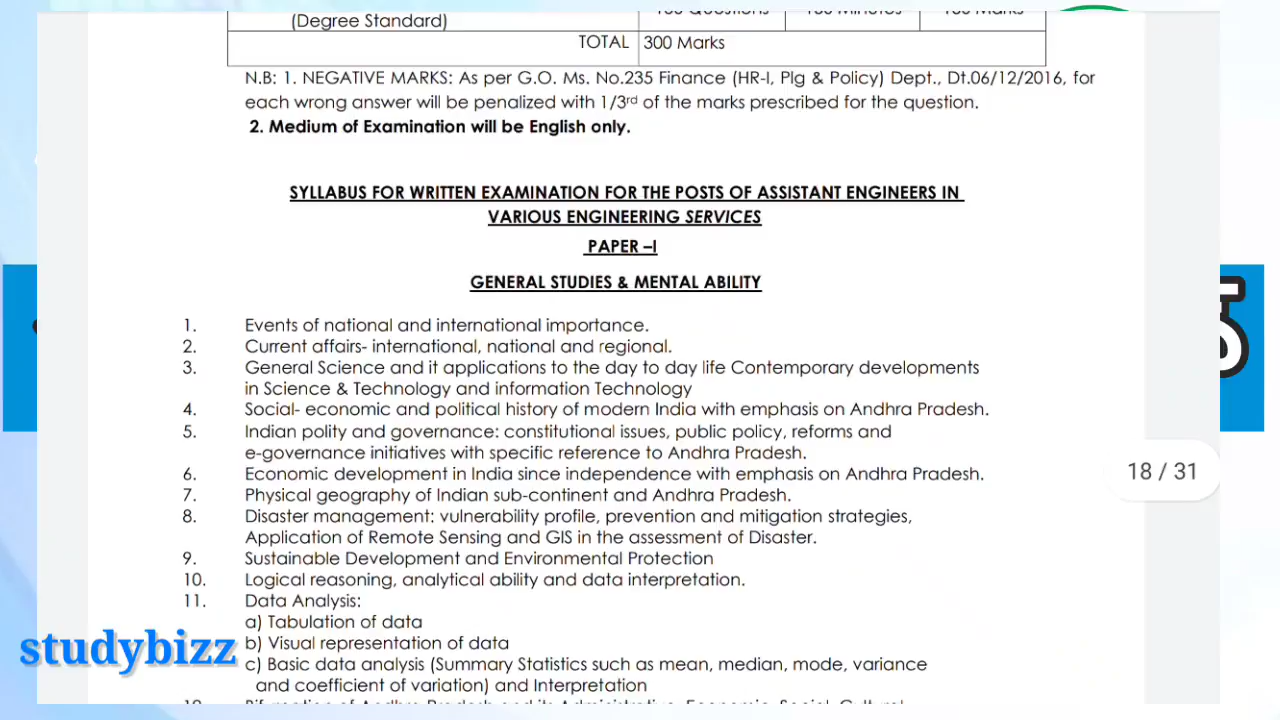 (Degree Standard)
TOTAL 300 Marks
N.B: 1. NEGATIVE MARKS: As per G.O. Ms. No.235 Finance (HR-I, Plg & Policy) Dept., Dt.06/12/2016, for
each wrong answer will be penalized with 1/3rd of the marks prescribed for the question.
2. Medium of Examination will be English only.
SYLLABUS FOR WRITTEN EXAMINATION FOR THE POSTS OF ASSISTANT ENGINEERS IN
VARIOUS ENGINEERING SERVICES
PAPER –I
GENERAL STUDIES & MENTAL ABILITY
1. Events of national and international importance.
2. Current affairs- international, national and regional.
3. General Science and it applications to the day to day life Contemporary developments
in Science & Technology and information Technology
4. Social- economic and political history of modern India with emphasis on Andhra Pradesh.
5. Indian polity and governance: constitutional issues, public policy, reforms and
e-governance initiatives with specific reference to Andhra Pradesh.
18 / 31
6. Economic development in India since independence with emphasis on Andhra Pradesh.
7. Physical geography of Indian sub-continent and Andhra Pradesh.
8. Disaster management: vulnerability profile, prevention and mitigation strategies,
Application of Remote Sensing and GIS in the assessment of Disaster.
9. Sustainable Development and Environmental Protection
10. Logical reasoning, analytical ability and data interpretation.
11. Data Analysis:
a) Tabulation of data
b) Visual representation of data
studybizz
c) Basic data analysis (Summary Statistics such as mean, median, mode, variance
and coefficient of variation) and Interpretation